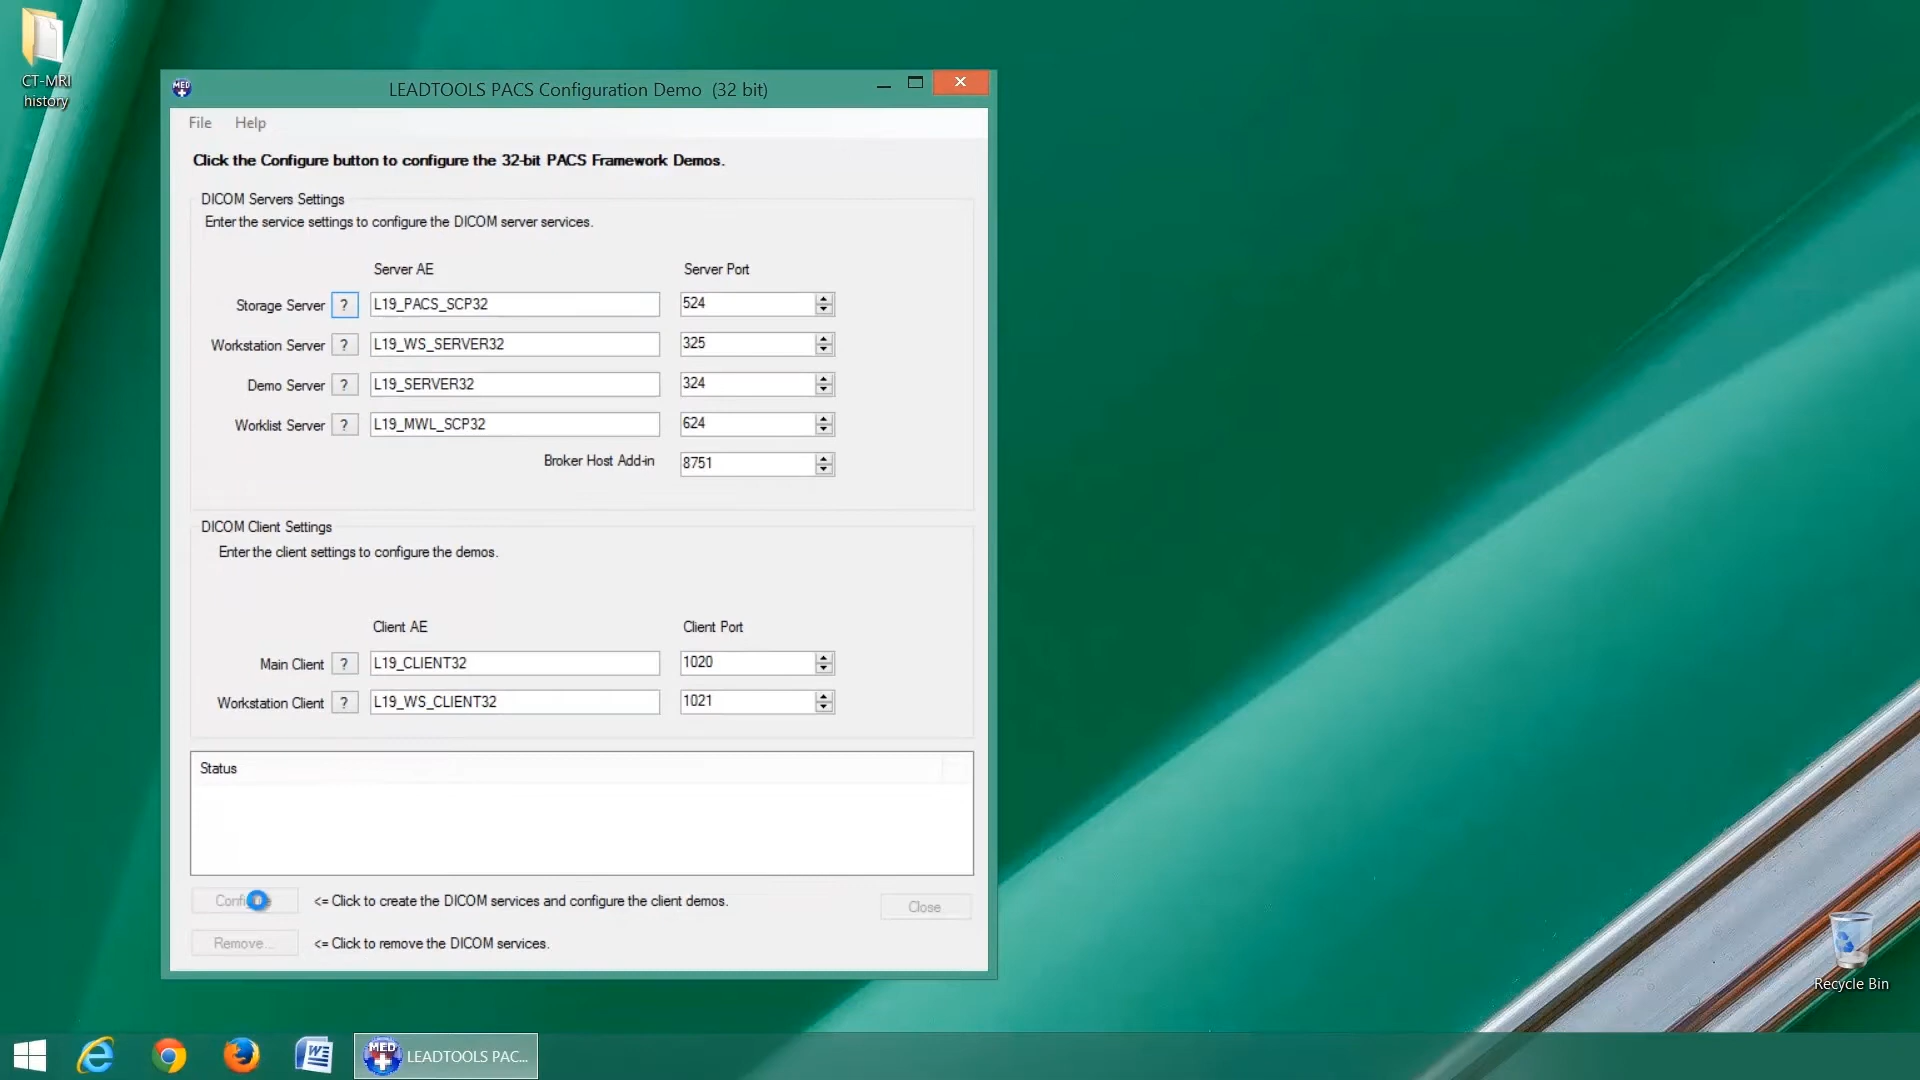 CT-MRI
history
MED
LEADTOOLS PACS Configuration Demo (32 bit)
File Help
Click the Configure button to configure the 32-bit PACS Framework Demos.
DICOM Servers Settings
Enter the service settings to configure the DICOM server services.
Server AE Server Port
Storage Server ? L19_PACS_SCP32 524
Workstation Server ? L19_WS_SERVER32 325
Demo Server ? L19_SERVER32 324
Worklist Server ? L19_MWL_SCP32 624
Broker Host Add-in 8751
DICOM Client Settings
Enter the client settings to configure the demos.
Client AE Client Port
Main Client ? L19_CLIENT32 1020
Workstation Client ? L19_WS_CLIENT32 1021
Status
<= Click to create the DICOM services and configure the client demos.
Close
Remove... <= Click to remove the DICOM services.
Recycle Bin
MED
LEADTOOLS PAC...